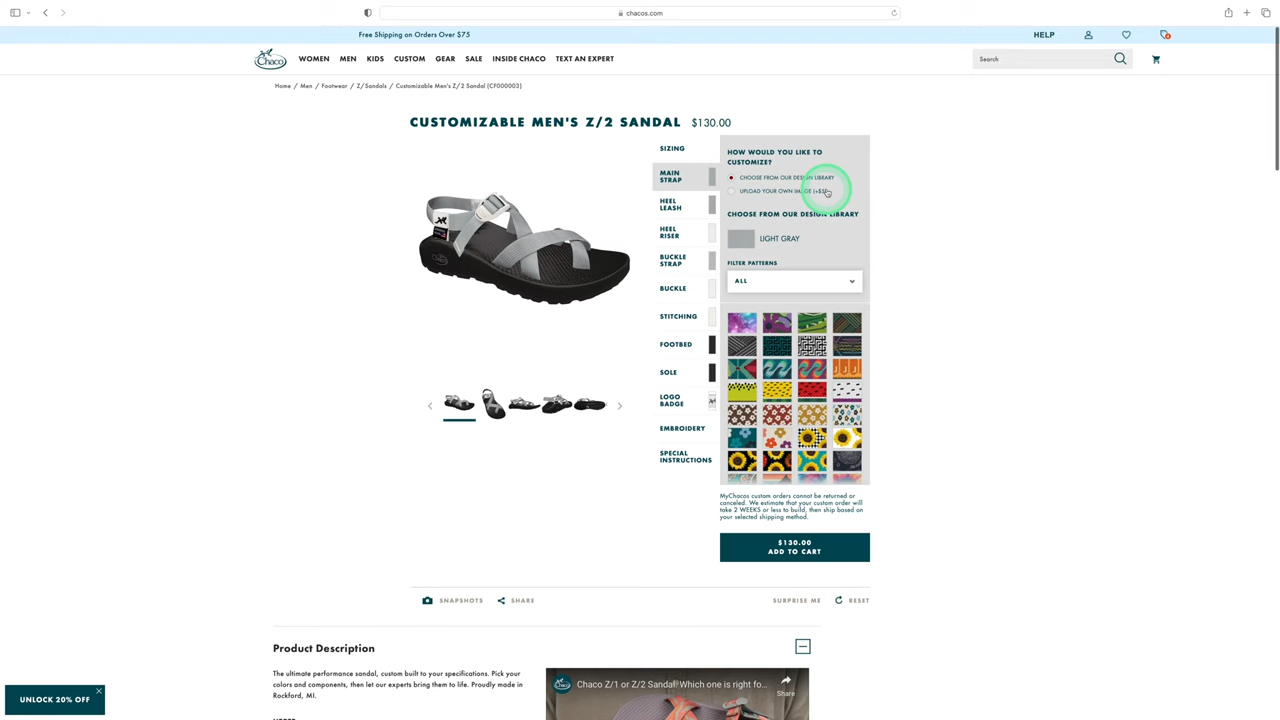 chacos.com
Free Shipping on Orders Over $75
HELP
Chaco
WOMEN MEN KIDS CUSTOM GEAR SALE INSIDE CHACO TEXT AN EXPERT
Search
Home / Men / Footwear / Z/Sandals / Customizable Men's Z/2 Sandal (CF000003)
CUSTOMIZABLE MEN'S Z/2 SANDAL $130.00
SIZING
MAIN
STRAP
HEEL
LEASH
HEEL
RISER
BUCKLE
STRAP
BUCKLE
STITCHING
FOOTBED
SOLE
LOGO
BADGE
EMBROIDERY
SPECIAL
INSTRUCTIONS
HOW WOULD YOU LIKE TO
CUSTOMIZE?
CHOOSE FROM OUR DESIGN LIBRARY
UPLOAD YOUR OWN IMAGE
CHOOSE FROM OUR DESIGN LIBRARY
LIGHT GRAY
FILTER PATTERNS
ALL
MyChacos custom orders cannot be returned or
canceled. We estimate that your custom order will
take 2 WEEKS or less to build, then ship based on
your selected shipping method.
$130.00
ADD TO CART
SNAPSHOTS SHARE
SURPRISE ME RESET
Product Description
The ultimate performance sandal, custom built to your specifications. Pick your
colors and components, then let our experts bring them to life. Proudly made in
Rockford, MI.
Chaco Z/1 or Z/2 Sandal. Which one is right fo...
Share
UNLOCK 20% OFF